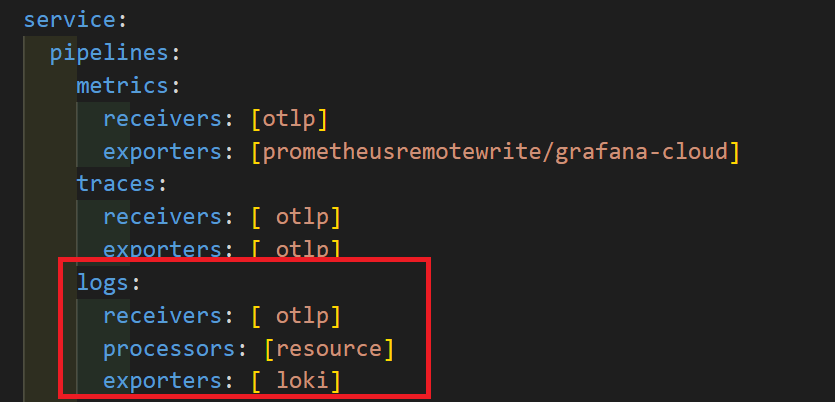 service:
pipelines:
metrics:
receivers: [otlp]
exporters: [prometheusremotewrite/grafana-cloud]
traces:
receivers: [ otlp]
exporters: [ otlp]
logs:
receivers: [ otlp]
processors: [resource]
exporters: [ loki]